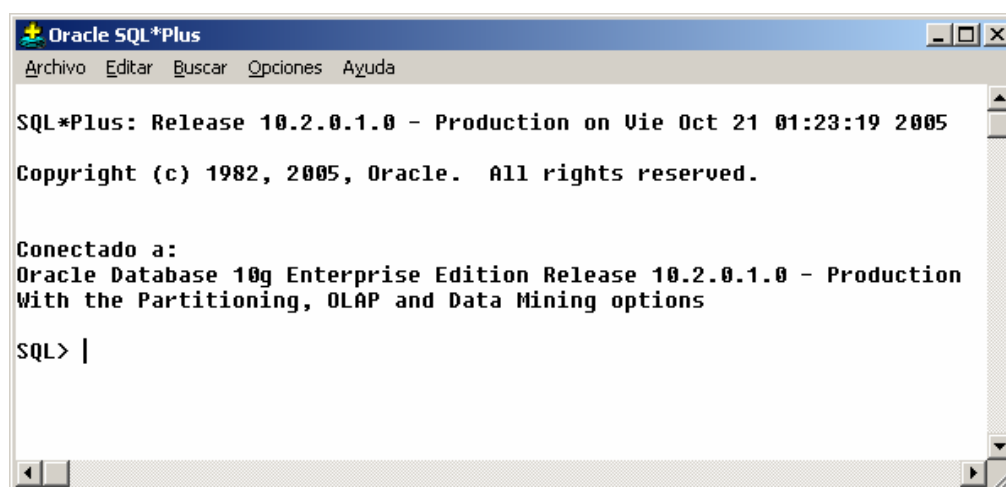 Oracle SQL*Plus
Archivo Editar Buscar Opciones Ayuda
SQL*Plus: Release 10.2.0.1.0 - Production on Vie Oct 21 01:23:19 2005
Copyright (c) 1982, 2005, Oracle.  All rights reserved.
Conectado a:
Oracle Database 10g Enterprise Edition Release 10.2.0.1.0 - Production
With the Partitioning, OLAP and Data Mining options
SQL>